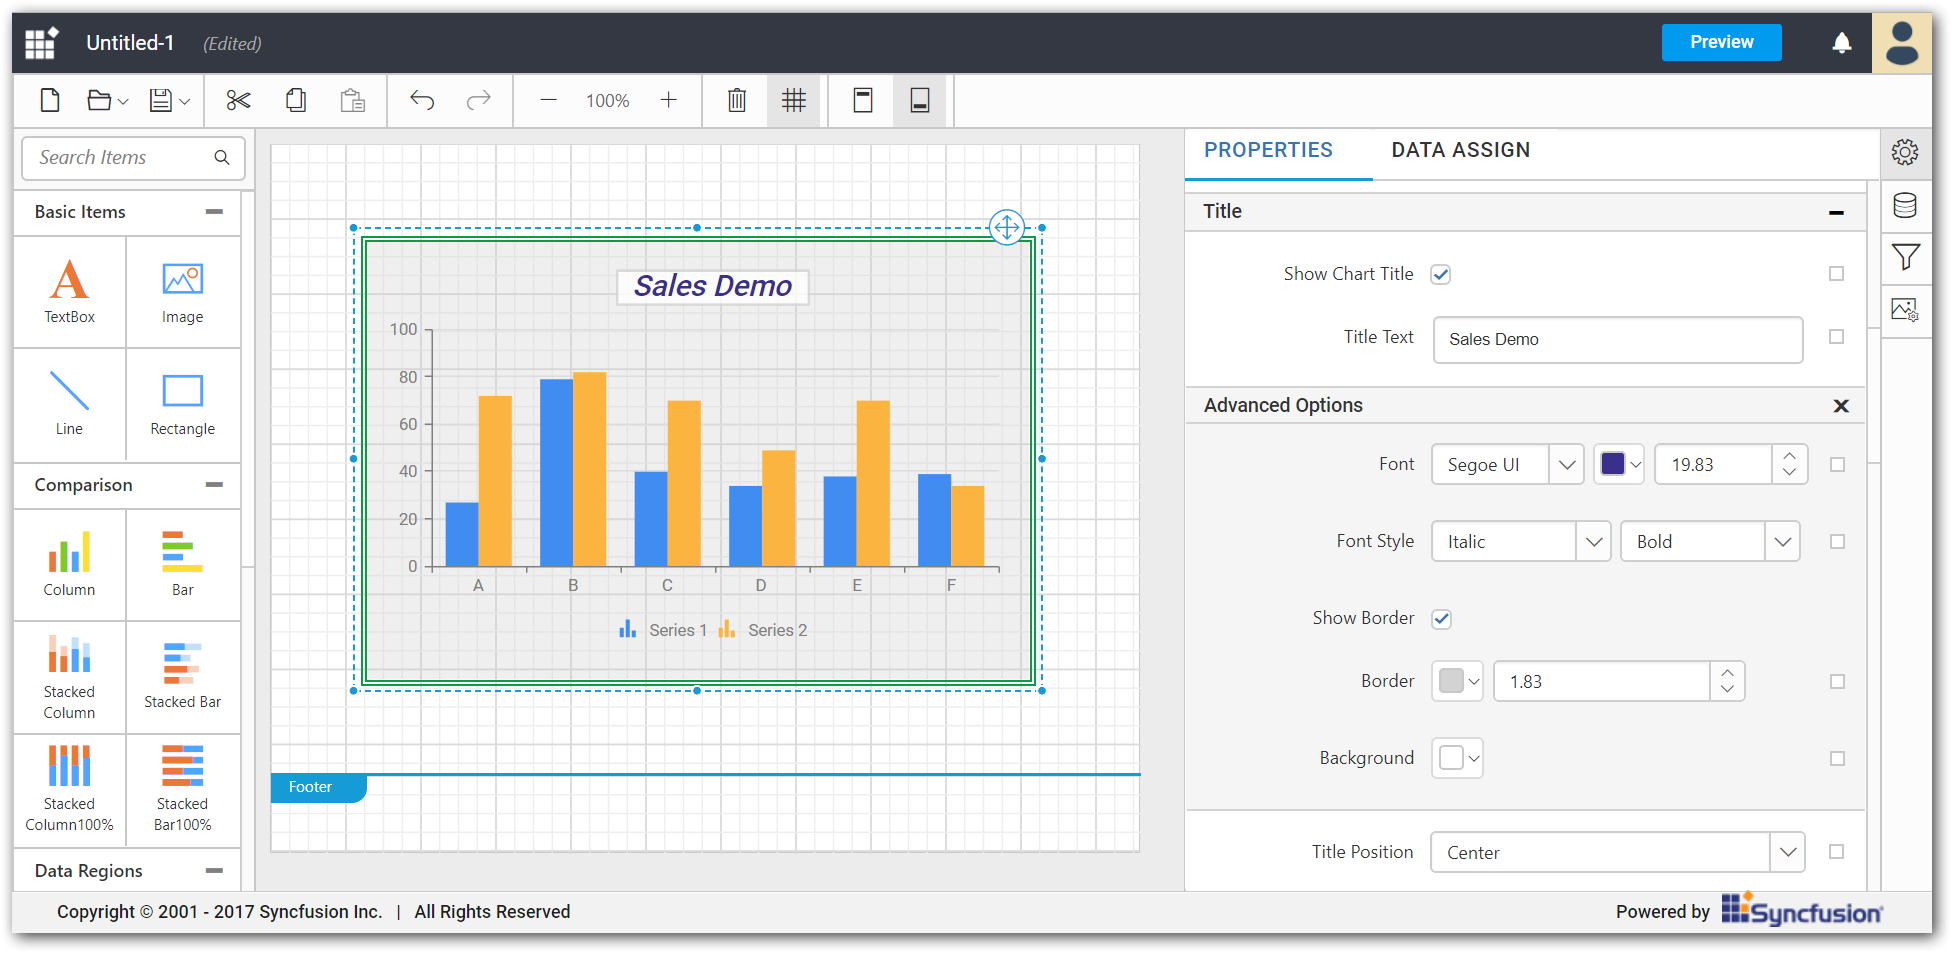 Untitled-1 (Edited)
Preview
100%
Search Items
Basic Items
TextBox
Image
Line
Rectangle
Comparison
Column
Bar
Stacked
Column
Stacked Bar
Stacked
Column100%
Stacked
Bar100%
Data Regions
Sales Demo
100
80
60
40
20
0
A B C D E F
Series 1 Series 2
Footer
PROPERTIES DATA ASSIGN
Title
Show Chart Title
Title Text Sales Demo
Advanced Options X
Font Segoe UI 19.83
Font Style Italic Bold
Show Border
Border 1.83
Background
Title Position Center
Copyright © 2001 - 2017 Syncfusion Inc. | All Rights Reserved
Powered by Syncfusion